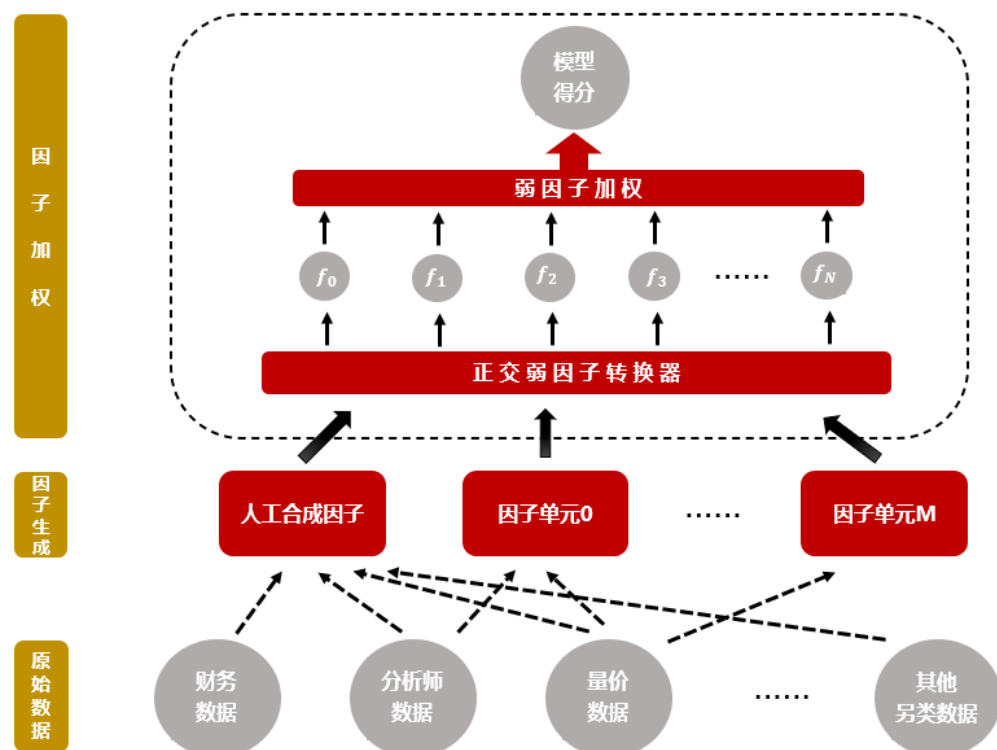 因子加权
模型
得分
弱因子加权
f0 f1 f2 f3 …… fN
正交弱因子转换器
因子生成
人工合成因子 因子单元0 …… 因子单元M
原始数据
财务
数据
分析师
数据
量价
数据
……
其他
另类数据